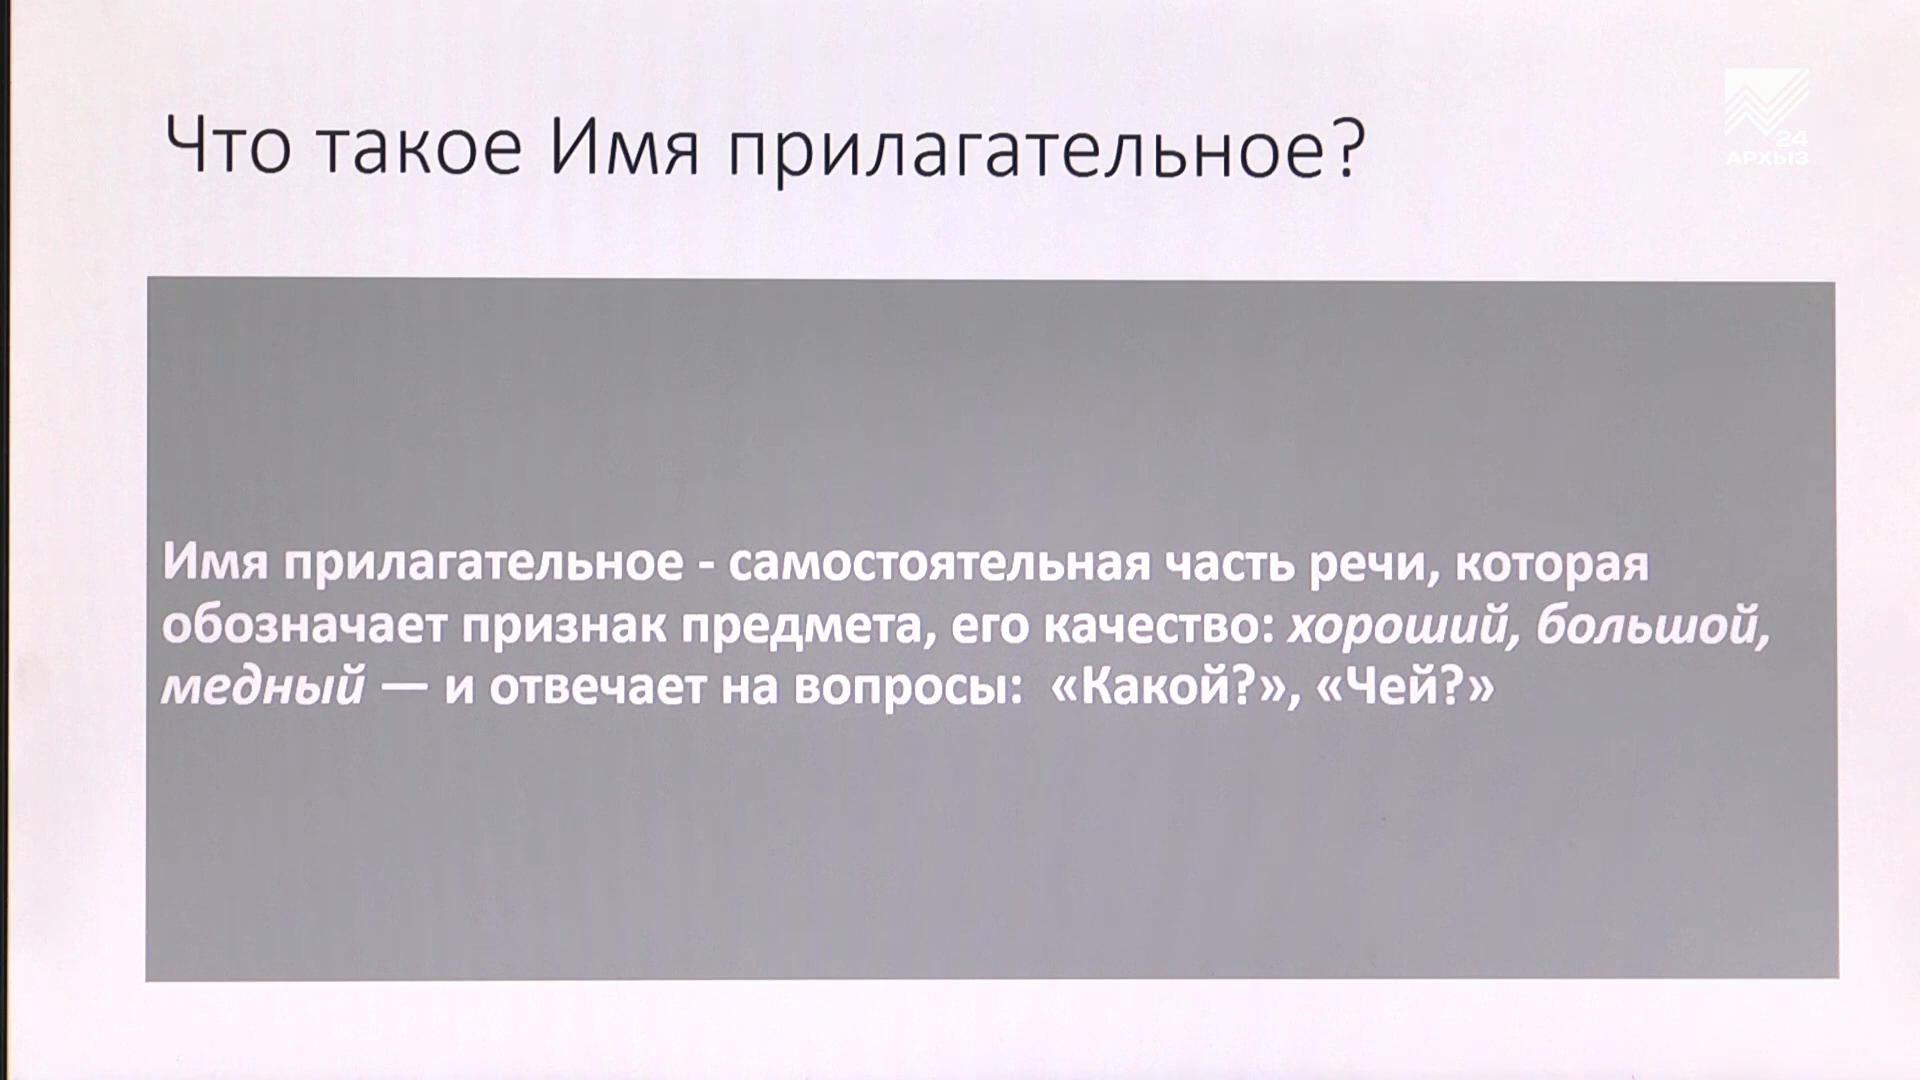 Что такое Имя прилагательное?
24
АРХЫЗ
Имя прилагательное - самостоятельная часть речи, которая
обозначает признак предмета, его качество: хороший, большой,
медный — и отвечает на вопросы:  «Какой?», «Чей?»